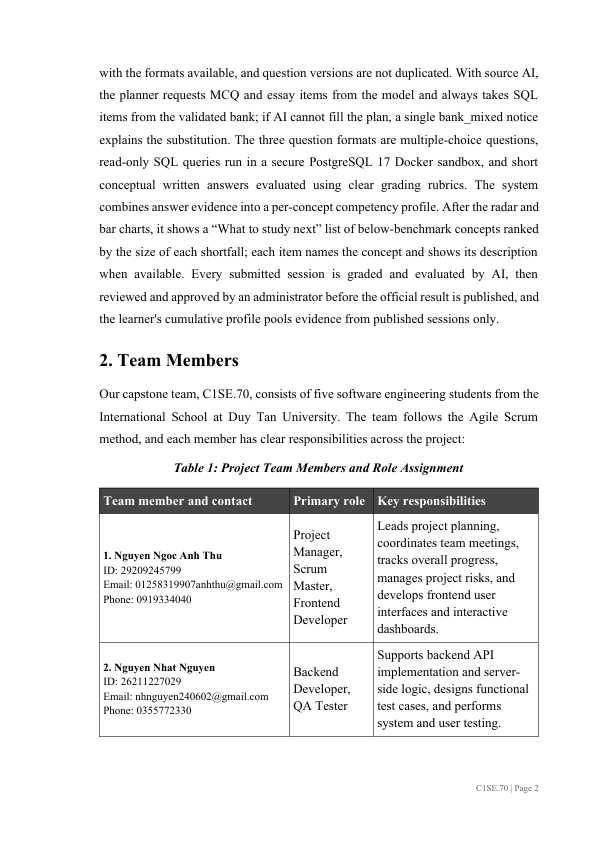 with the formats available, and question versions are not duplicated. With source AI,
the planner requests MCQ and essay items from the model and always takes SQL
items from the validated bank; if AI cannot fill the plan, a single bank_mixed notice
explains the substitution. The three question formats are multiple-choice questions,
read-only SQL queries run in a secure PostgreSQL 17 Docker sandbox, and short
conceptual written answers evaluated using clear grading rubrics. The system
combines answer evidence into a per-concept competency profile. After the radar and
bar charts, it shows a “What to study next” list of below-benchmark concepts ranked
by the size of each shortfall; each item names the concept and shows its description
when available. Every submitted session is graded and evaluated by AI, then
reviewed and approved by an administrator before the official result is published, and
the learner's cumulative profile pools evidence from published sessions only.
2. Team Members
Our capstone team, C1SE.70, consists of five software engineering students from the
International School at Duy Tan University. The team follows the Agile Scrum
method, and each member has clear responsibilities across the project:
Table 1: Project Team Members and Role Assignment
Team member and contact
Primary role
Key responsibilities
1. Nguyen Ngoc Anh Thu
ID: 29209245799
Email: 01258319907anhthu@gmail.com
Phone: 0919334040
Project
Manager,
Scrum
Master,
Frontend
Developer
Leads project planning,
coordinates team meetings,
tracks overall progress,
manages project risks, and
develops frontend user
interfaces and interactive
dashboards.
2. Nguyen Nhat Nguyen
ID: 26211227029
Email: nhnguyen240602@gmail.com
Phone: 0355772330
Backend
Developer,
QA Tester
Supports backend API
implementation and server-
side logic, designs functional
test cases, and performs
system and user testing.
C1SE.70 | Page 2